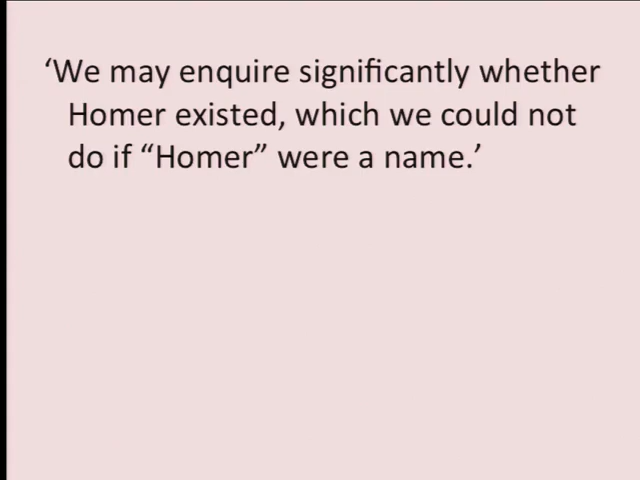 ‘We may enquire significantly whether
Homer existed, which we could not
do if “Homer” were a name.’